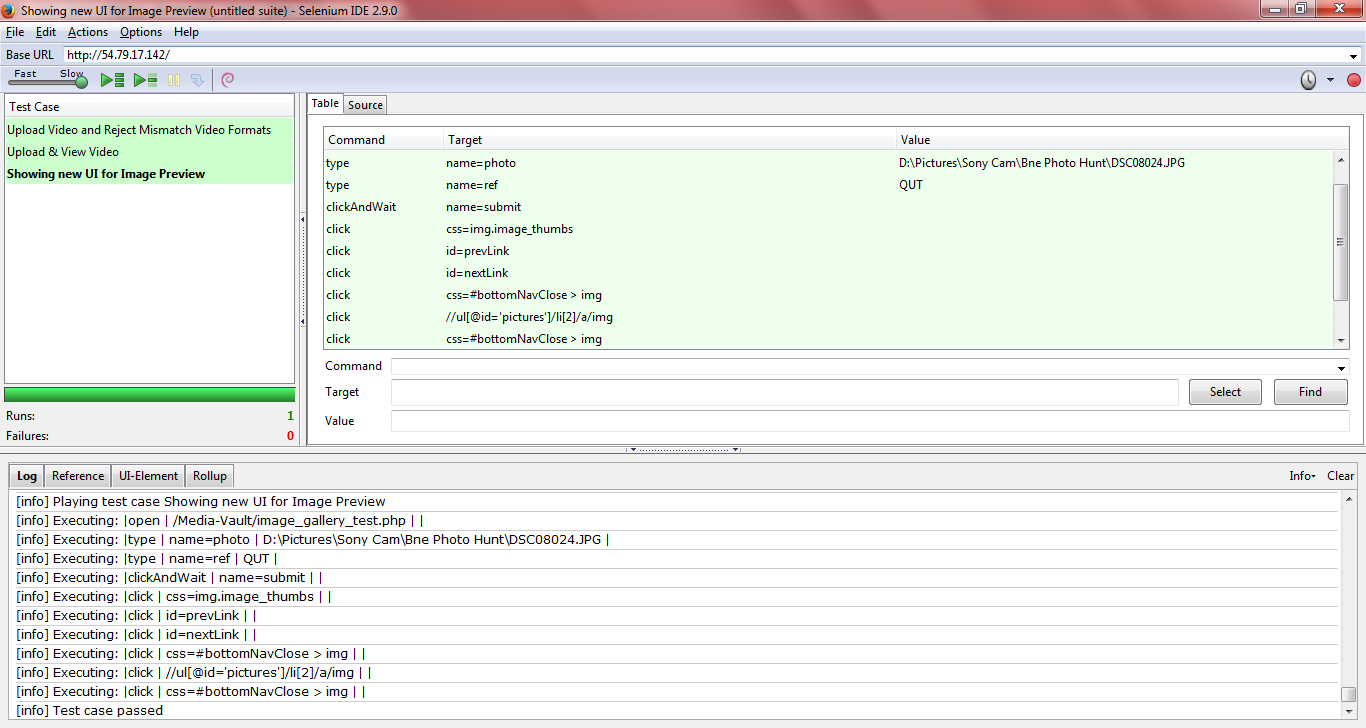 Showing new UI for Image Preview (untitled suite) - Selenium IDE 2.9.0
File Edit Actions Options Help
Base URL http://54.79.17.142/
Fast Slow
Test Case
Upload Video and Reject Mismatch Video Formats
Upload & View Video
Showing new UI for Image Preview
Runs: 1
Failures: 0
Table Source
Command Target Value
type name=photo D:\Pictures\Sony Cam\Bne Photo Hunt\DSC08024.JPG
type name=ref QUT
clickAndWait name=submit
click css=img.image_thumbs
click id=prevLink
click id=nextLink
click css=#bottomNavClose > img
click //ul[@id='pictures']/li[2]/a/img
click css=#bottomNavClose > img
Command
Target Select Find
Value
Log Reference UI-Element Rollup Info Clear
[info] Playing test case Showing new UI for Image Preview
[info] Executing: |open | /Media-Vault/image_gallery_test.php | |
[info] Executing: |type | name=photo | D:\Pictures\Sony Cam\Bne Photo Hunt\DSC08024.JPG |
[info] Executing: |type | name=ref | QUT |
[info] Executing: |clickAndWait | name=submit | |
[info] Executing: |click | css=img.image_thumbs | |
[info] Executing: |click | id=prevLink | |
[info] Executing: |click | id=nextLink | |
[info] Executing: |click | css=#bottomNavClose > img | |
[info] Executing: |click | //ul[@id='pictures']/li[2]/a/img | |
[info] Executing: |click | css=#bottomNavClose > img | |
[info] Test case passed